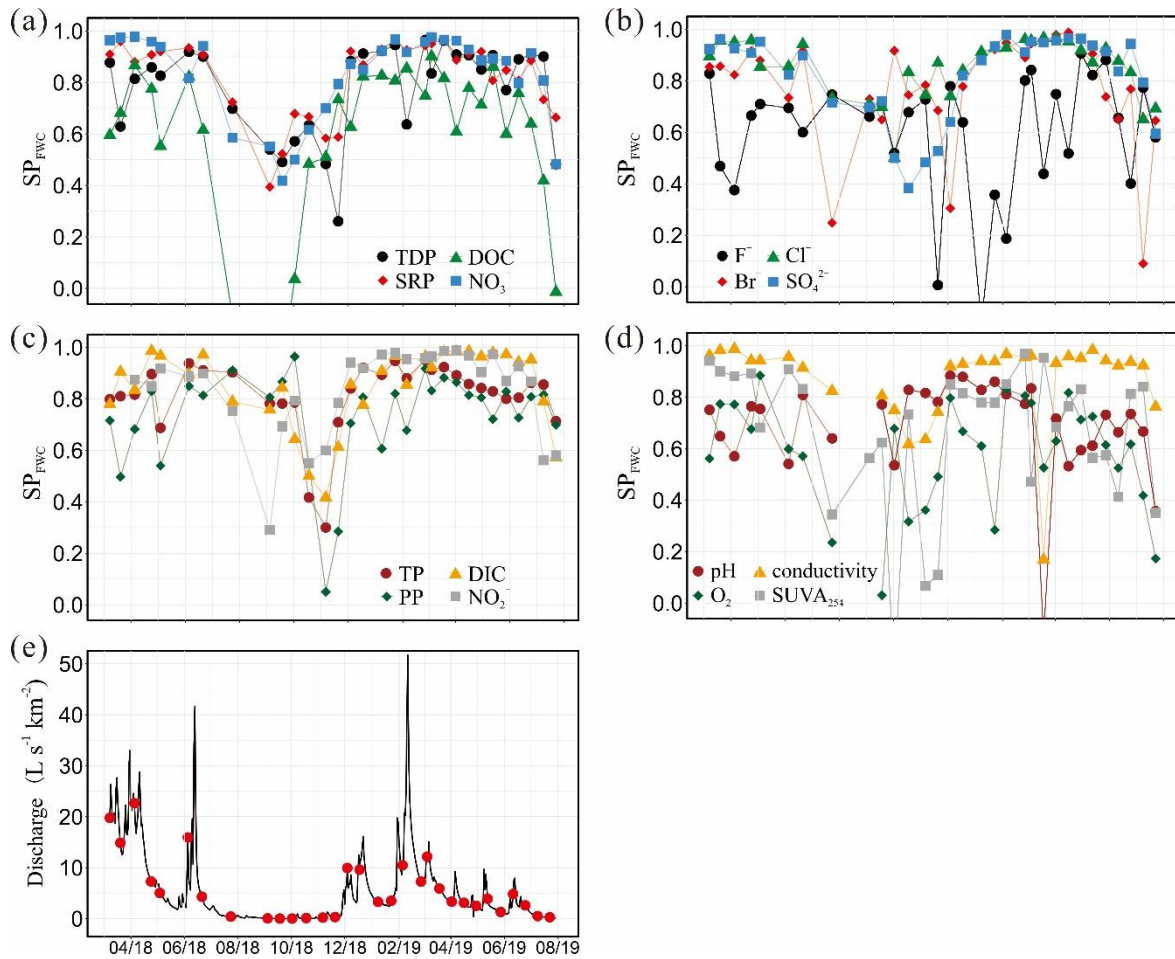 (a)
SP_FWC
1.0
0.8
0.6
0.4
0.2
0.0
TDP DOC
SRP NO₃⁻
(b)
SP_FWC
1.0
0.8
0.6
0.4
0.2
0.0
F⁻ Cl⁻
Br⁻ SO₄²⁻
(c)
SP_FWC
1.0
0.8
0.6
0.4
0.2
0.0
TP DIC
PP NO₂⁻
(d)
SP_FWC
1.0
0.8
0.6
0.4
0.2
0.0
pH conductivity
O₂ SUVA₂₅₄
(e)
Discharge (L s⁻¹ km⁻²)
50
40
30
20
10
0
04/18 06/18 08/18 10/18 12/18 02/19 04/19 06/19 08/19